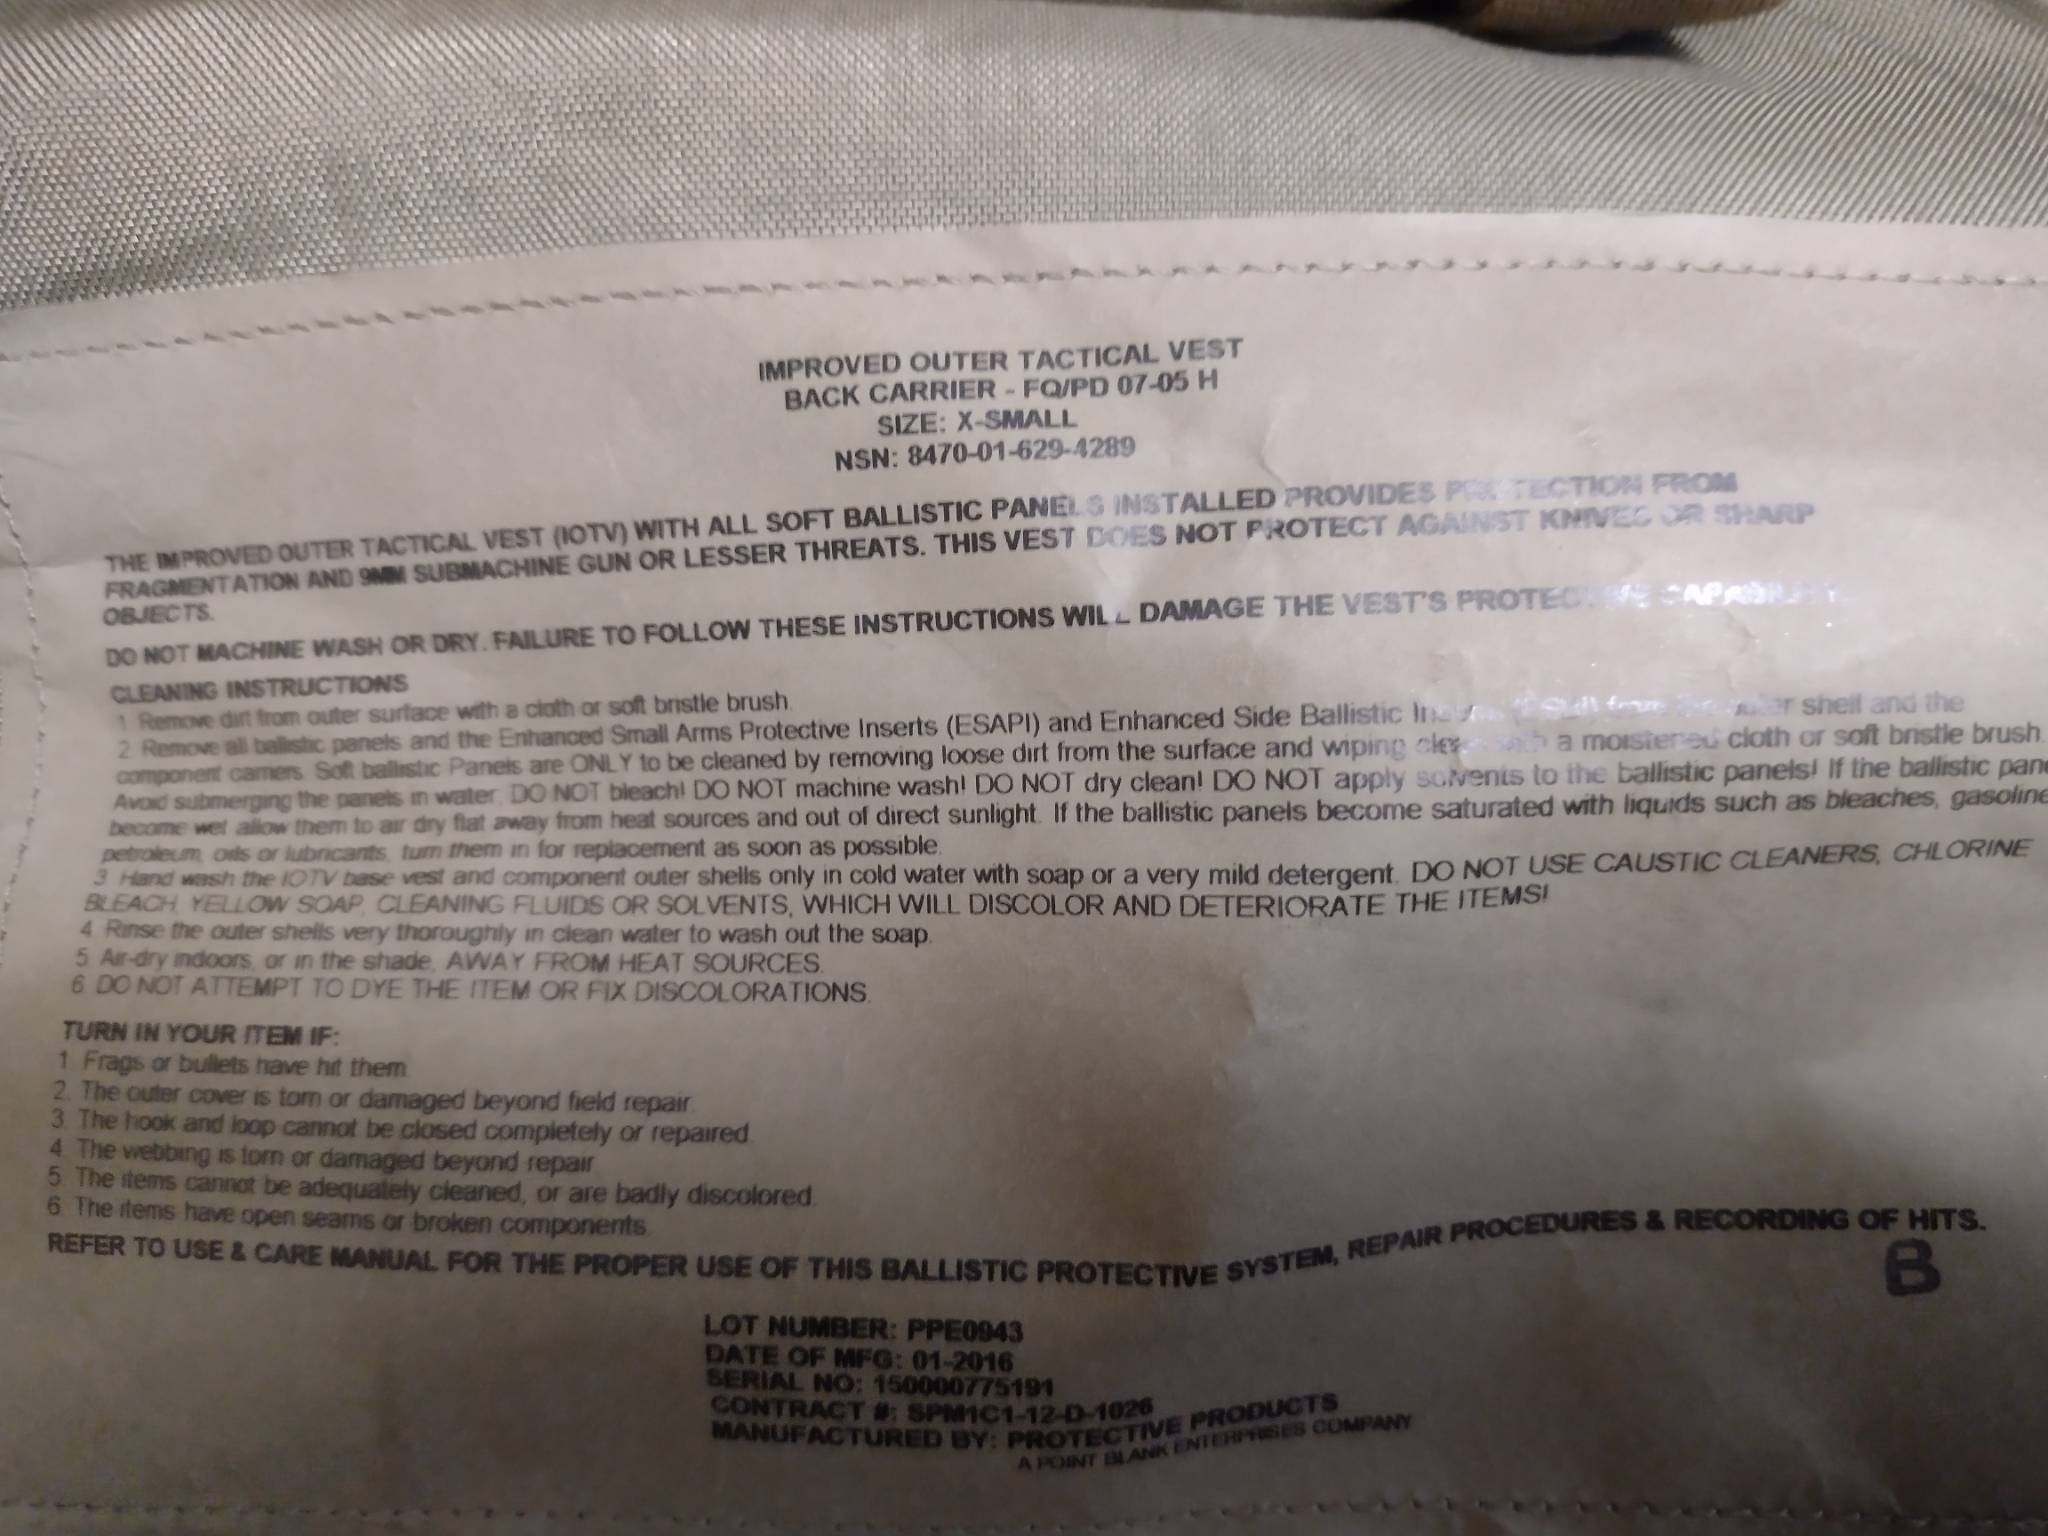 IMPROVED OUTER TACTICAL VEST
BACK CARRIER - FQ/PD 07-05 H
SIZE: X-SMALL
NSN: 8470-01-629-4289
THE IMPROVED OUTER TACTICAL VEST (IOTV) WITH ALL SOFT BALLISTIC PANELS INSTALLED PROVIDES PROTECTION FROM
FRAGMENTATION AND 9MM SUBMACHINE GUN OR LESSER THREATS. THIS VEST DOES NOT PROTECT AGAINST KNIVES OR SHARP
OBJECTS.
DO NOT MACHINE WASH OR DRY. FAILURE TO FOLLOW THESE INSTRUCTIONS WILL DAMAGE THE VEST'S PROTECTIVE CAPABILITY
CLEANING INSTRUCTIONS
1. Remove dirt from outer surface with a cloth or soft bristle brush.
2. Remove all ballistic panels and the Enhanced Small Arms Protective Inserts (ESAPI) and Enhanced Side Ballistic from outer shell and the
component carriers. Soft ballistic Panels are ONLY to be cleaned by removing loose dirt from the surface and wiping clean with a moistened cloth or soft bristle brush.
Avoid submerging the panels in water. DO NOT bleach! DO NOT machine wash! DO NOT dry clean! DO NOT apply solvents to the ballistic panels! If the ballistic pane
become wet allow them to air dry flat away from heat sources and out of direct sunlight. If the ballistic panels become saturated with liquids such as bleaches, gasoline
petroleum, oils or lubricants, turn them in for replacement as soon as possible.
3. Hand wash the IOTV base vest and component outer shells only in cold water with soap or a very mild detergent. DO NOT USE CAUSTIC CLEANERS, CHLORINE
BLEACH, YELLOW SOAP, CLEANING FLUIDS OR SOLVENTS, WHICH WILL DISCOLOR AND DETERIORATE THE ITEMS!
4. Rinse the outer shells very thoroughly in clean water to wash out the soap.
5. Air-dry indoors, or in the shade, AWAY FROM HEAT SOURCES.
6. DO NOT ATTEMPT TO DYE THE ITEM OR FIX DISCOLORATIONS.
TURN IN YOUR ITEM IF:
1. Frags or bullets have hit them.
2. The outer cover is torn or damaged beyond field repair.
3. The hook and loop cannot be closed completely or repaired.
4. The webbing is torn or damaged beyond repair.
5. The items cannot be adequately cleaned, or are badly discolored.
6. The items have open seams or broken components.
REFER TO USE & CARE MANUAL FOR THE PROPER USE OF THIS BALLISTIC PROTECTIVE SYSTEM, REPAIR PROCEDURES & RECORDING OF HITS.
B
LOT NUMBER: PPE0943
DATE OF MFG: 01-2016
SERIAL NO: 150000775191
CONTRACT #: SPM1C1-12-D-1026
MANUFACTURED BY: PROTECTIVE PRODUCTS
A POINT BLANK ENTERPRISES COMPANY